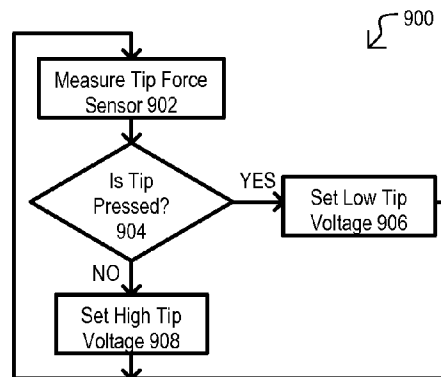 900
Measure Tip Force
Sensor 902
Is Tip
Pressed?
904
YES
Set Low Tip
Voltage 906
NO
Set High Tip
Voltage 908